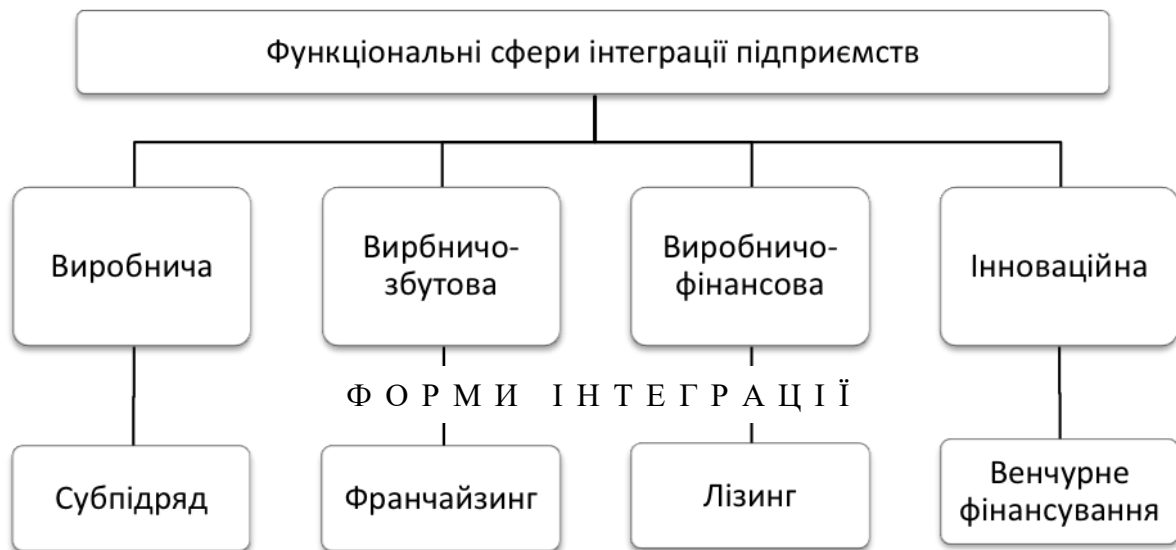 Функціональні сфери інтеграції підприємств
Виробнича
Вирбничо-
збутова
Виробничо-
фінансова
Інноваційна
ФОРМИ ІНТЕГРАЦІЇ
Субпідряд
Франчайзинг
Лізинг
Венчурне
фінансування